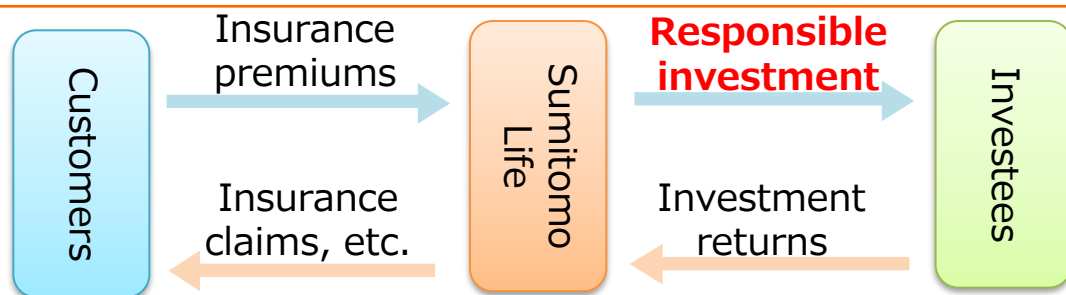 Customers
Insurance
premiums
Insurance
claims, etc.
Sumitomo
Life
Responsible
investment
Investment
returns
Investees